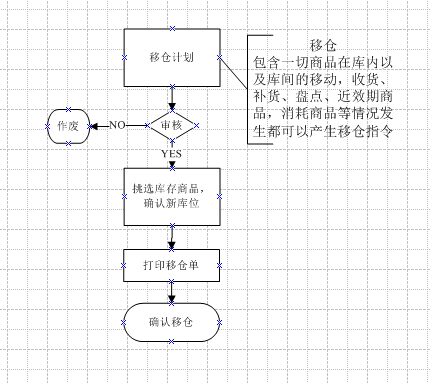 移仓计划
移仓
包含一切商品在库内以
及库间的移动，收货、
补货、盘点、近效期商
品，消耗商品等情况发
生都可以产生移仓指令
作废
NO
审核
YES
挑选库存商品，
确认新库位
打印移仓单
确认移仓